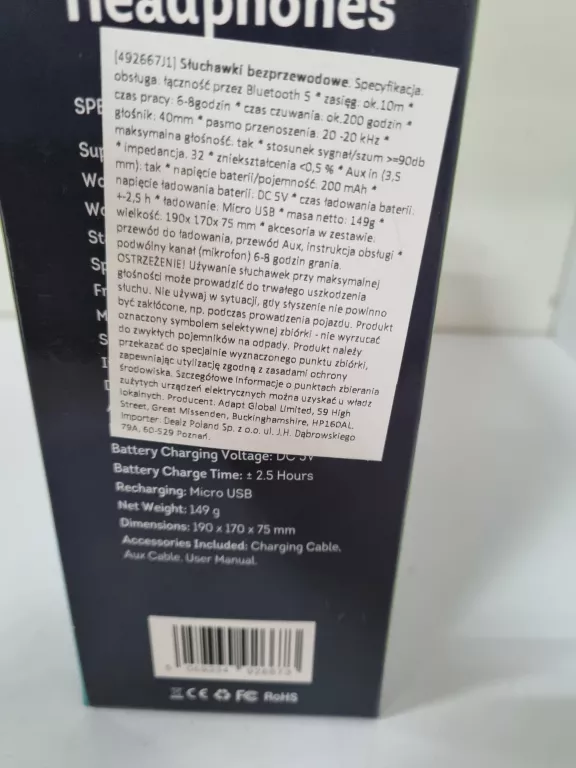 headphones
[492667J1] Słuchawki bezprzewodowe. Specyfikacja:
obsługa: łączność przez Bluetooth 5 * zasięg: ok.10m *
czas pracy: 6-8godzin * czas czuwania: ok.200 godzin *
głośnik: 40mm * pasmo przenoszenia: 20 -20 kHz *
maksymalna głośność: tak * stosunek sygnał/szum >=90db
* impedancja: 32 * zniekształcenia <0,5 % * Aux in (3,5
mm): tak * napięcie baterii/pojemność: 200 mAh *
napięcie ładowania baterii: DC 5V * czas ładowania baterii:
+-2,5 h * ładowanie: Micro USB * masa netto: 149g *
wielkość: 190x 170x 75 mm * akcesoria w zestawie:
przewód do ładowania, przewód Aux, instrukcja obsługi *
podwójny kanał (mikrofon) 6-8 godzin grania.
OSTRZEŻENIE! Używanie słuchawek przy maksymalnej
głośności może prowadzić do trwałego uszkodzenia
słuchu. Nie używaj w sytuacji, gdy słyszenie nie powinno
być zakłócone, np. podczas prowadzenia pojazdu. Produkt
oznaczony symbolem selektywnej zbiórki - nie wyrzucać
do zwykłych pojemników na odpady. Produkt należy
przekazać do specjalnie wyznaczonego punktu zbiórki,
zapewniając utylizację zgodną z zasadami ochrony
środowiska. Szczegółowe informacje o punktach zbierania
zużytych urządzeń elektrycznych można uzyskać u władz
lokalnych. Producent: Adapt Global Limited, 59 High
Street, Great Missenden, Buckinghamshire, HP160AL.
Importer: Dealz Poland Sp. z o.o. ul. J.H. Dąbrowskiego
79A, 60-529 Poznań.
Battery Charging Voltage: DC 5V
Battery Charge Time: ± 2.5 Hours
Recharging: Micro USB
Net Weight: 149 g
Dimensions: 190 x 170 x 75 mm
Accessories Included: Charging Cable,
Aux Cable, User Manual.
CE FC RoHS